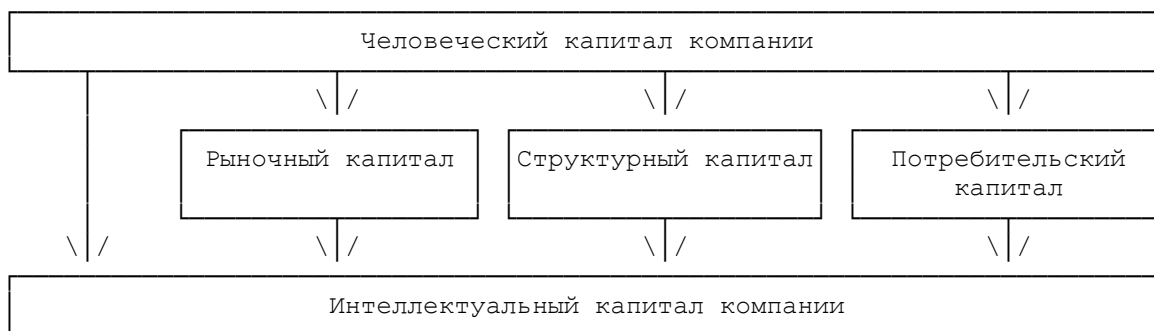 Человеческий капитал компании
Рыночный капитал
Структурный капитал
Потребительский
капитал
Интеллектуальный капитал компании